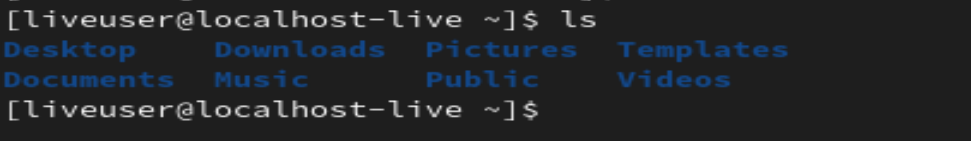 [liveuser@localhost-live ~]$ ls
Desktop Downloads Pictures Templates
Documents Music Public Videos
[liveuser@localhost-live ~]$